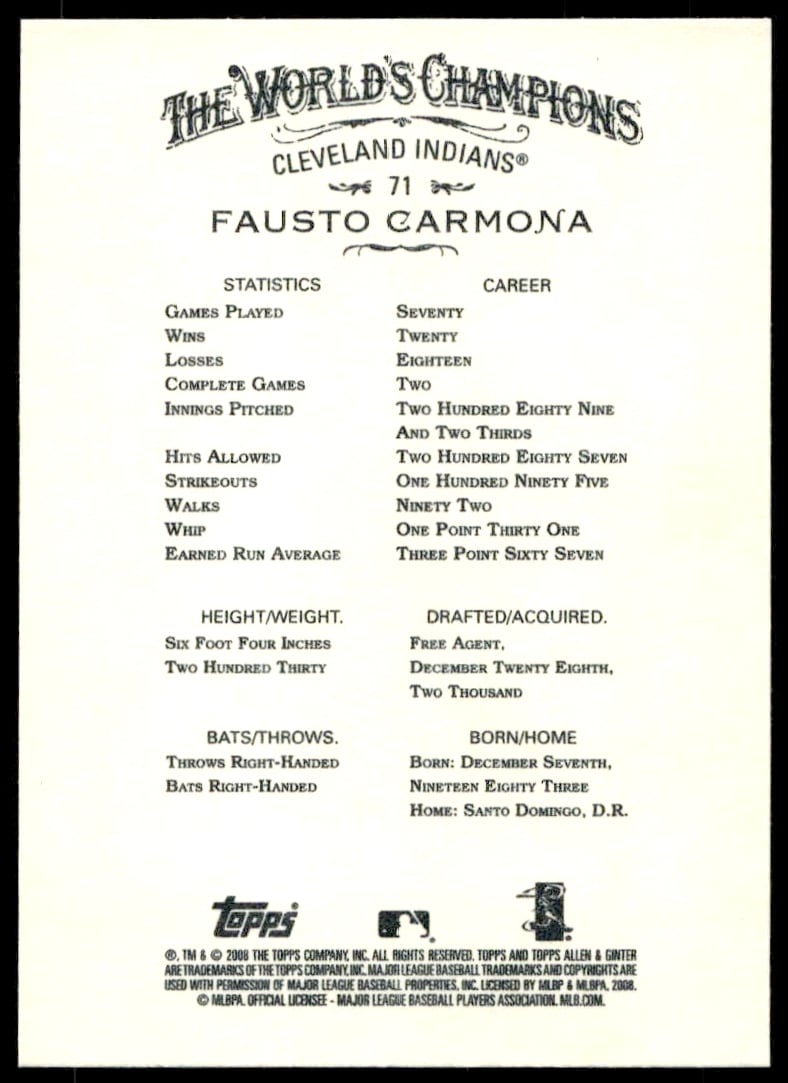 THE WORLD'S CHAMPIONS
CLEVELAND INDIANS®
71
FAUSTO CARMONA
STATISTICS CAREER
GAMES PLAYED SEVENTY
WINS TWENTY
LOSSES EIGHTEEN
COMPLETE GAMES TWO
INNINGS PITCHED TWO HUNDRED EIGHTY NINE
AND TWO THIRDS
HITS ALLOWED TWO HUNDRED EIGHTY SEVEN
STRIKEOUTS ONE HUNDRED NINETY FIVE
WALKS NINETY TWO
WHIP ONE POINT THIRTY ONE
EARNED RUN AVERAGE THREE POINT SIXTY SEVEN
HEIGHT/WEIGHT.
SIX FOOT FOUR INCHES
TWO HUNDRED THIRTY
DRAFTED/ACQUIRED.
FREE AGENT,
DECEMBER TWENTY EIGHTH,
TWO THOUSAND
BATS/THROWS.
THROWS RIGHT-HANDED
BATS RIGHT-HANDED
BORN/HOME
BORN: DECEMBER SEVENTH,
NINETEEN EIGHTY THREE
HOME: SANTO DOMINGO, D.R.
Topps
®, TM & © 2008 THE TOPPS COMPANY, INC. ALL RIGHTS RESERVED. TOPPS AND TOPPS ALLEN & GINTER
ARE TRADEMARKS OF THE TOPPS COMPANY, INC. MAJOR LEAGUE BASEBALL TRADEMARKS AND COPYRIGHTS ARE
USED WITH PERMISSION OF MAJOR LEAGUE BASEBALL PROPERTIES, INC. LICENSED BY MLBP & MLBPA, 2008.
© MLBPA. OFFICIAL LICENSEE - MAJOR LEAGUE BASEBALL PLAYERS ASSOCIATION. MLB.COM.